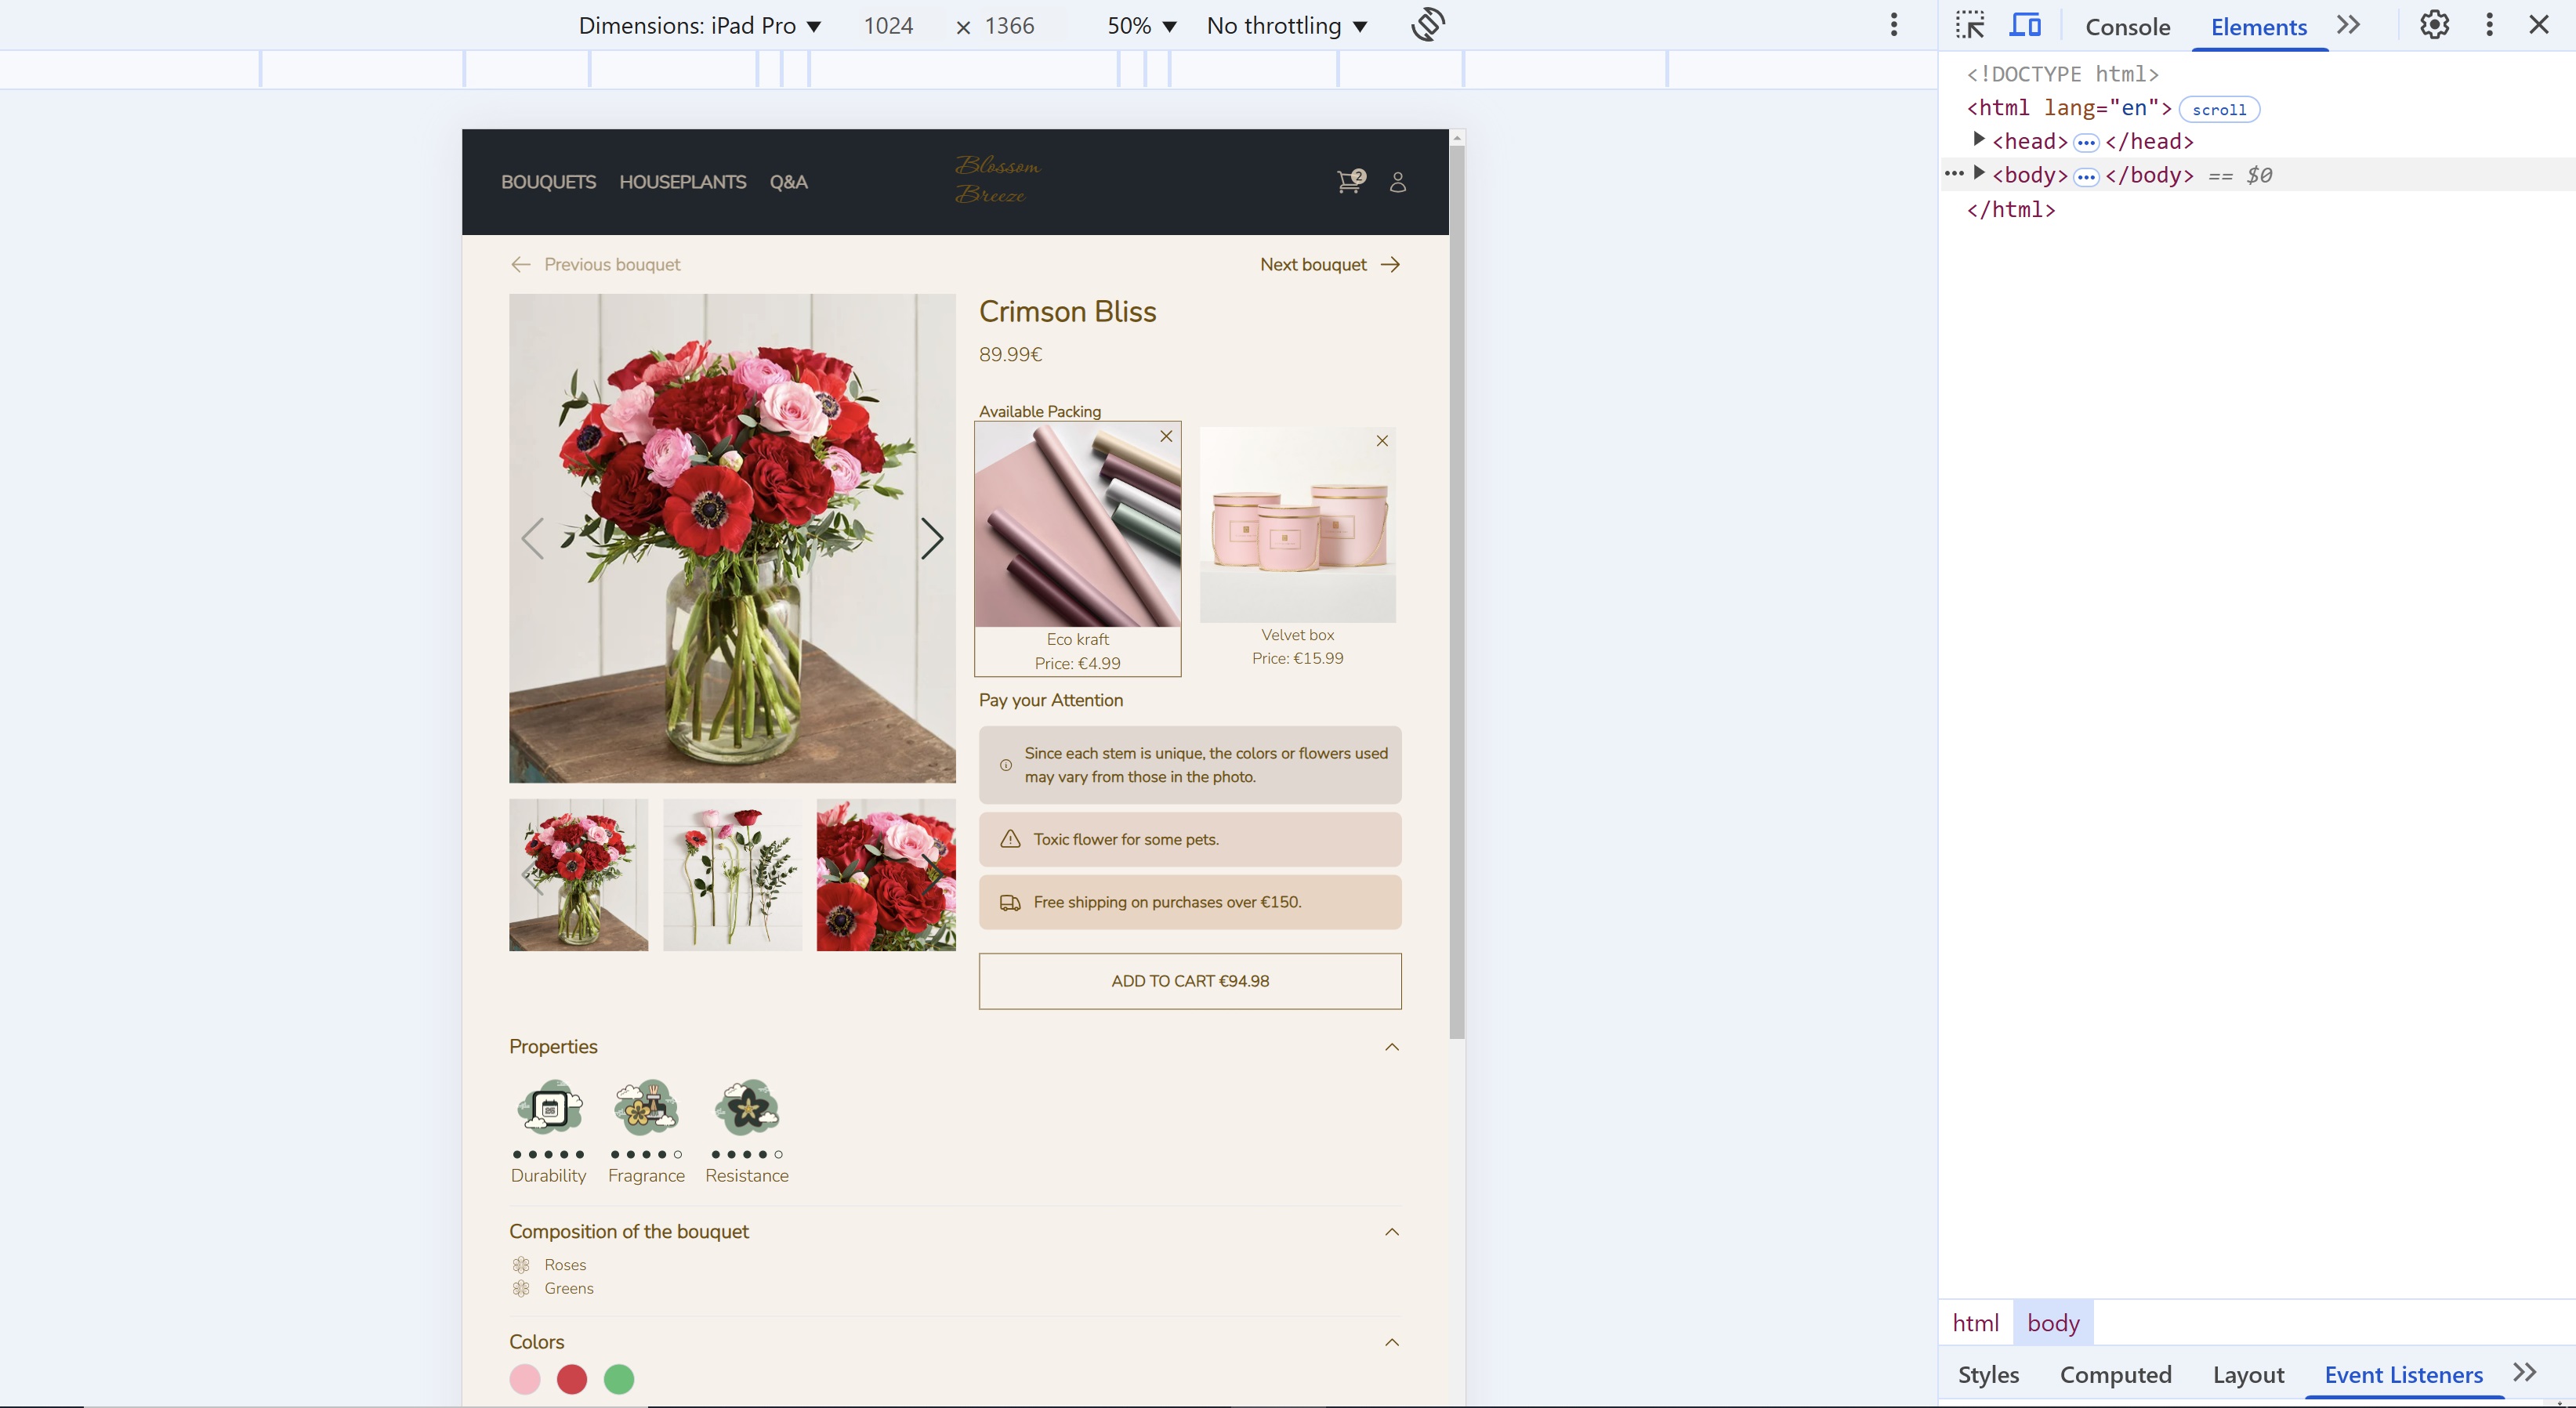 Dimensions: iPad Pro ▼ 1024 × 1366 50% ▼ No throttling ▼
Console Elements
<!DOCTYPE html>
<html lang="en"> scroll
▶ <head> ••• </head>
••• ▶ <body> ••• </body> == $0
</html>
BOUQUETS HOUSEPLANTS Q&A
Blossom
Breeze
2
Previous bouquet
Next bouquet
Crimson Bliss
89.99€
Available Packing
Eco kraft
Price: €4.99
Velvet box
Price: €15.99
Pay your Attention
Since each stem is unique, the colors or flowers used
may vary from those in the photo.
Toxic flower for some pets.
Free shipping on purchases over €150.
ADD TO CART €94.98
Properties
Durability Fragrance Resistance
Composition of the bouquet
Roses
Greens
Colors
html body
Styles Computed Layout Event Listeners